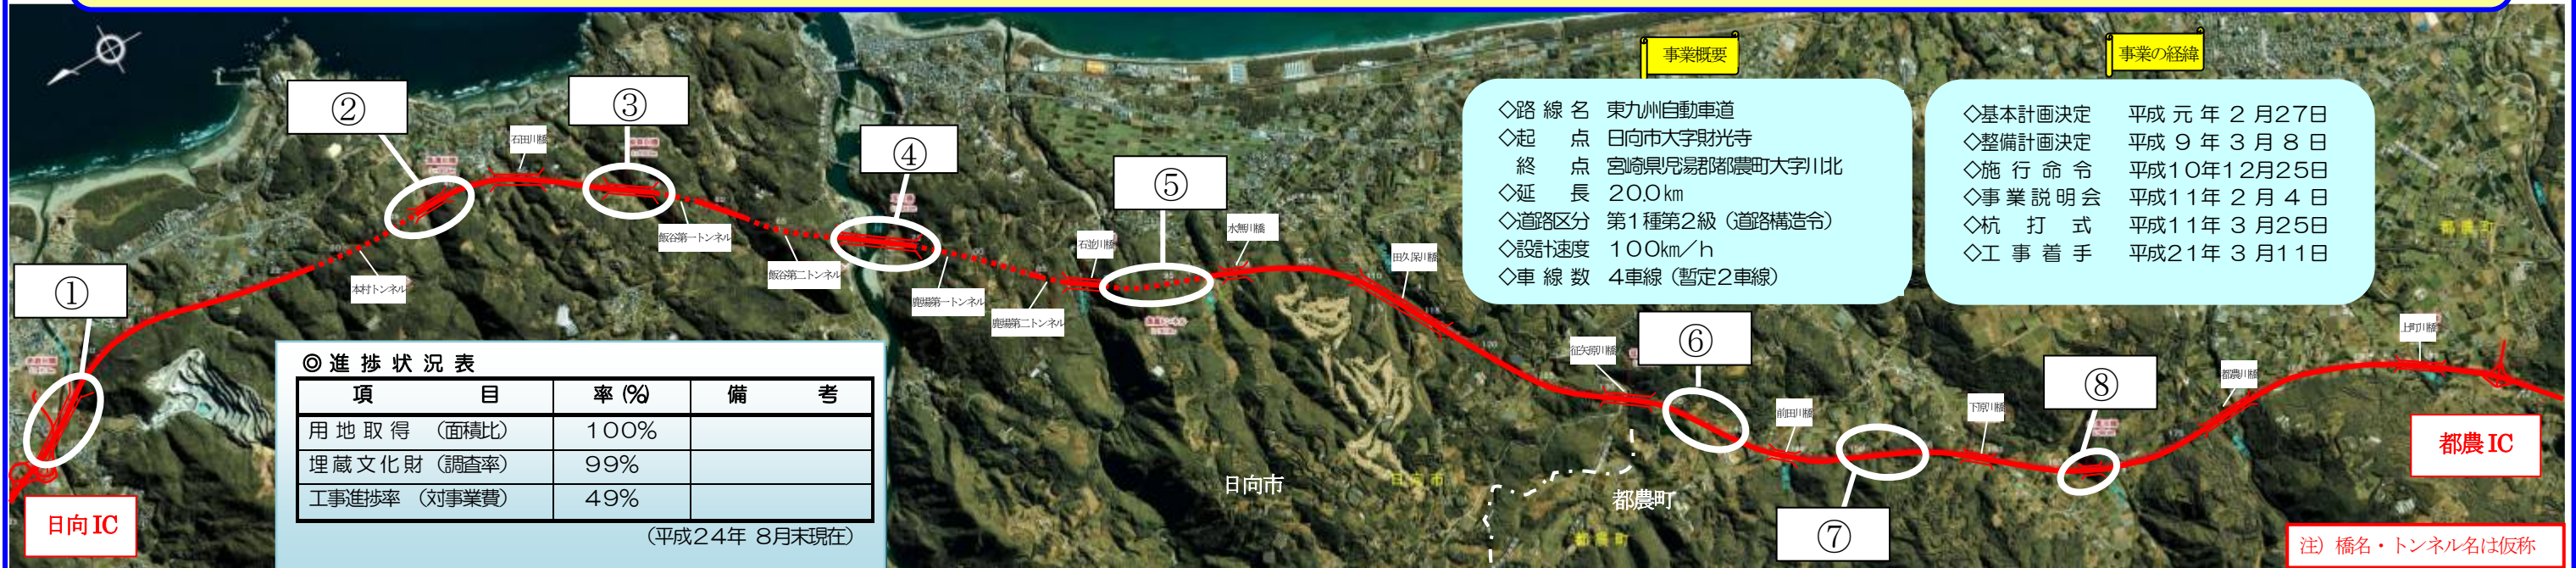 事業概要
◇路線名 東九州自動車道
◇起点 日向市大字財光寺
終点 宮崎県児湯郡都農町大字川北
◇延長 20.0km
◇道路区分 第1種第2級（道路構造令）
◇設計速度 100km／h
◇車線数 4車線（暫定2車線）
事業の経緯
◇基本計画決定 平成元年2月27日
◇整備計画決定 平成9年3月8日
◇施行命令 平成10年12月25日
◇事業説明会 平成11年2月4日
◇杭打式 平成11年3月25日
◇工事着手 平成21年3月11日
①
②
③
④
⑤
⑥
⑦
⑧
本村トンネル
石田川橋
飯谷第一トンネル
飯谷第二トンネル
鹿場第一トンネル
鹿場第二トンネル
石並川橋
水無川橋
田久保川橋
征矢原川橋
前田川橋
下原川橋
都農川橋
上町川橋
日向IC
都農IC
日向市
日向市
都農町
都農町
都農町
◎進捗状況表
項目 率(%) 備考
用地取得（面積比） 100%
埋蔵文化財（調査率） 99%
工事進捗率（対事業費） 49%
（平成24年 8月末現在）
注）橋名・トンネル名は仮称